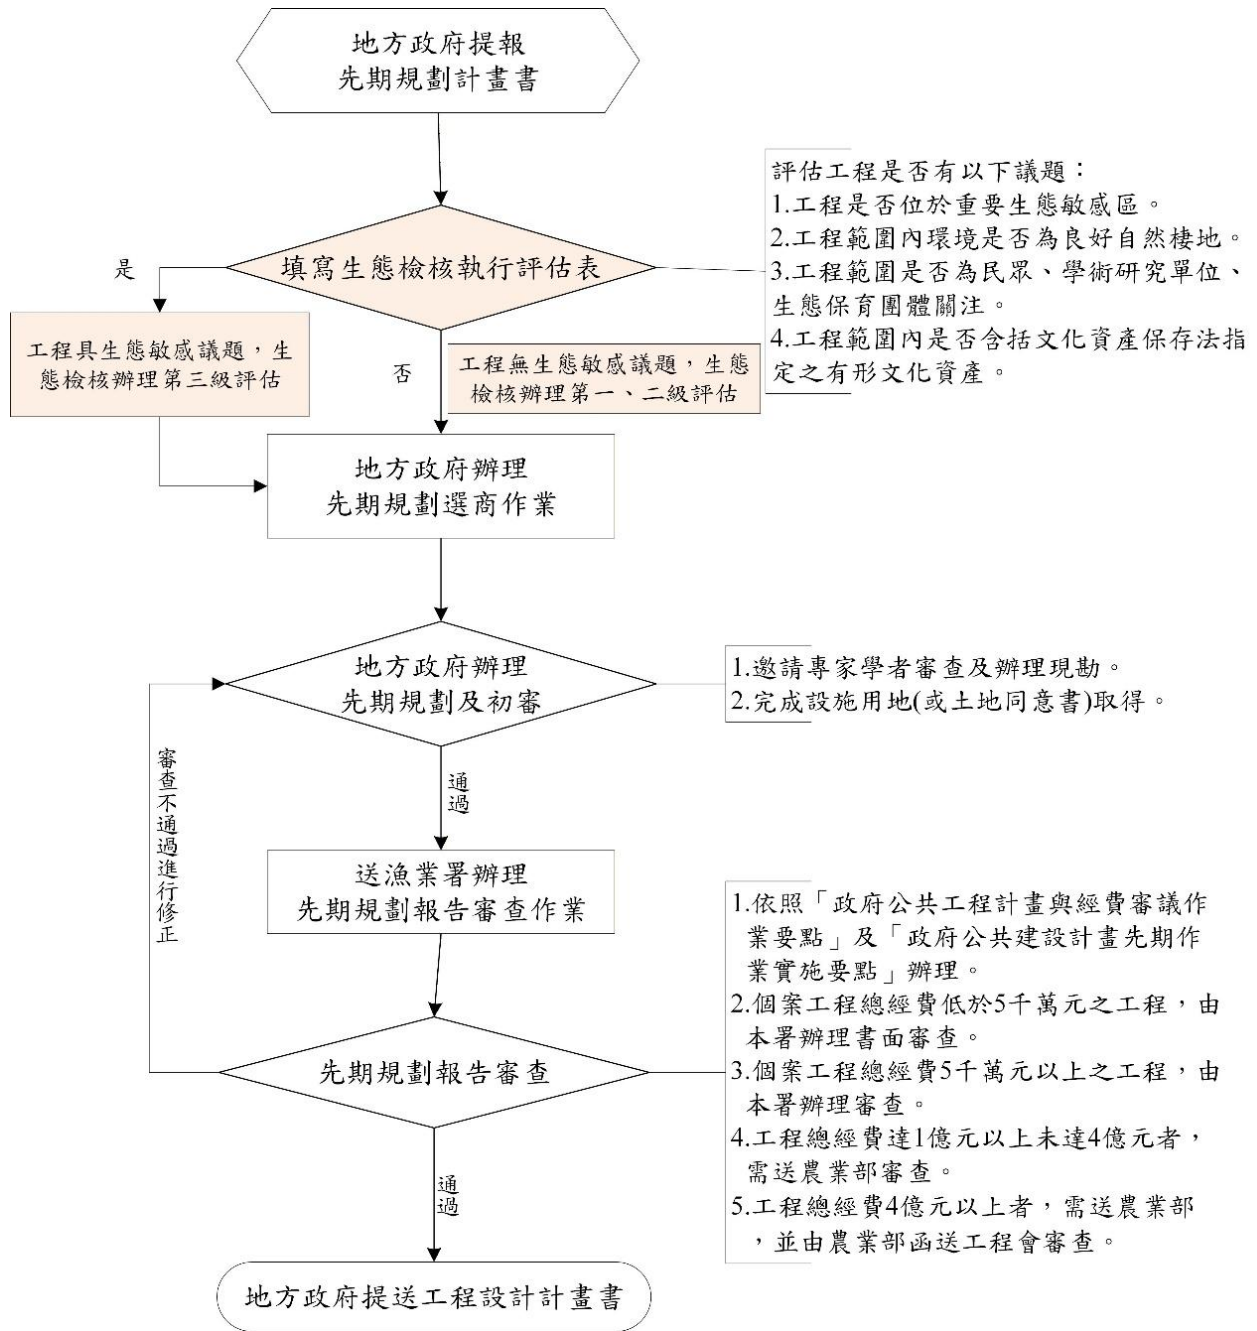 地方政府提報
先期規劃計畫書
評估工程是否有以下議題：
1.工程是否位於重要生態敏感區。
2.工程範圍內環境是否為良好自然棲地。
3.工程範圍是否為民眾、學術研究單位、
生態保育團體關注。
4.工程範圍內是否含括文化資產保存法指
定之有形文化資產。
填寫生態檢核執行評估表
是
工程具生態敏感議題，生
態檢核辦理第三級評估
否
工程無生態敏感議題，生態
檢核辦理第一、二級評估
地方政府辦理
先期規劃選商作業
地方政府辦理
先期規劃及初審
1.邀請專家學者審查及辦理現勘。
2.完成設施用地(或土地同意書)取得。
審查不通過進行修正
通過
送漁業署辦理
先期規劃報告審查作業
先期規劃報告審查
1.依照「政府公共工程計畫與經費審議作
業要點」及「政府公共建設計畫先期作
業實施要點」辦理。
2.個案工程總經費低於5千萬元之工程，由
本署辦理書面審查。
3.個案工程總經費5千萬元以上之工程，由
本署辦理審查。
4.工程總經費達1億元以上未達4億元者，
需送農業部審查。
5.工程總經費4億元以上者，需送農業部
，並由農業部函送工程會審查。
通過
地方政府提送工程設計計畫書